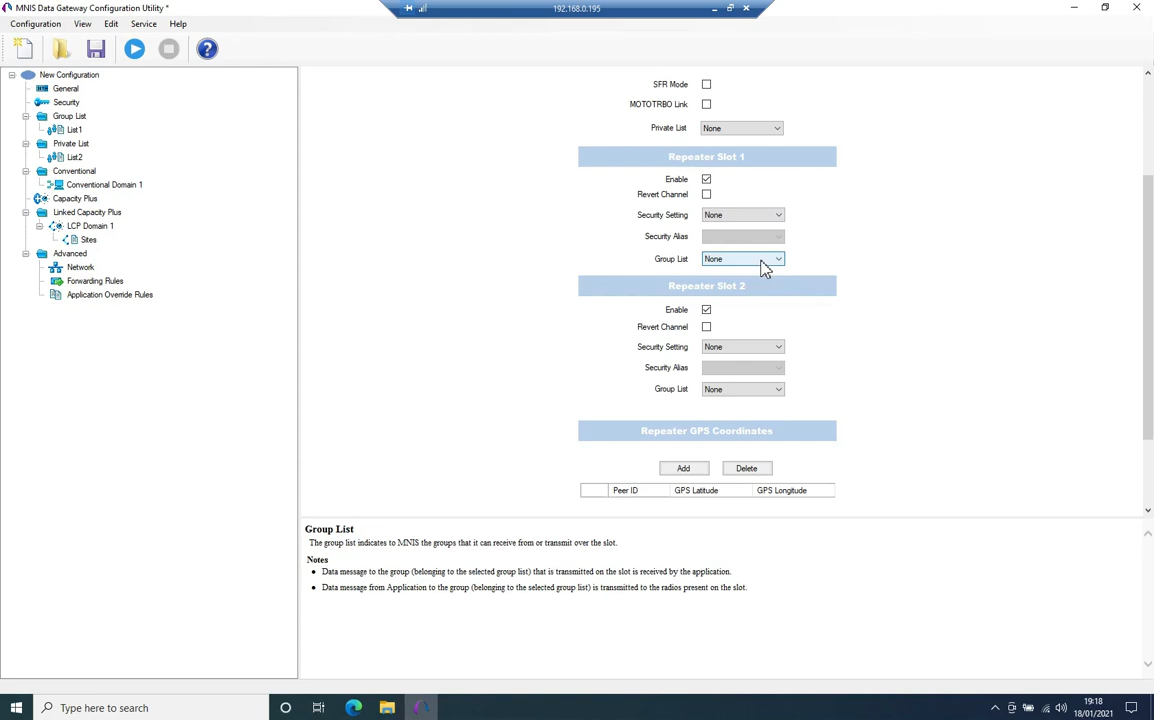 MNIS Data Gateway Configuration Utility *
192.168.0.195
Configuration View Edit Service Help
New Configuration
General
Security
Group List
List1
Private List
List2
Conventional
Conventional Domain 1
Capacity Plus
Linked Capacity Plus
LCP Domain 1
Sites
Advanced
Network
Forwarding Rules
Application Override Rules
SFR Mode
MOTOTRBO Link
Private List None
Repeater Slot 1
Enable
Revert Channel
Security Setting None
Security Alias
Group List None
Repeater Slot 2
Enable
Revert Channel
Security Setting None
Security Alias
Group List None
Repeater GPS Coordinates
Add Delete
Peer ID GPS Latitude GPS Longitude
Group List
The group list indicates to MNIS the groups that it can receive from or transmit over the slot.
Notes
• Data message to the group (belonging to the selected group list) that is transmitted on the slot is received by the application.
• Data message from Application to the group (belonging to the selected group list) is transmitted to the radios present on the slot.
Type here to search
19:18
18/01/2021